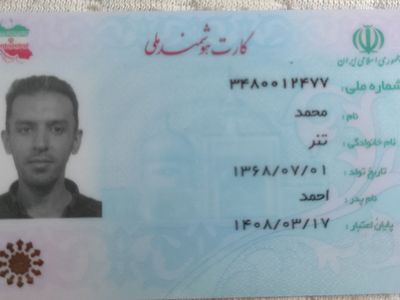 کارت هوشمند ملی
جمهوری اسلامی ایران
شماره ملی: ۳۴۸۰۰۱۲۴۷۷
نام: محمد
نام خانوادگی: تنر
تاریخ تولد: ۱۳۶۸/۰۷/۰۱
نام پدر: احمد
پایان اعتبار: ۱۴۰۸/۰۳/۱۷